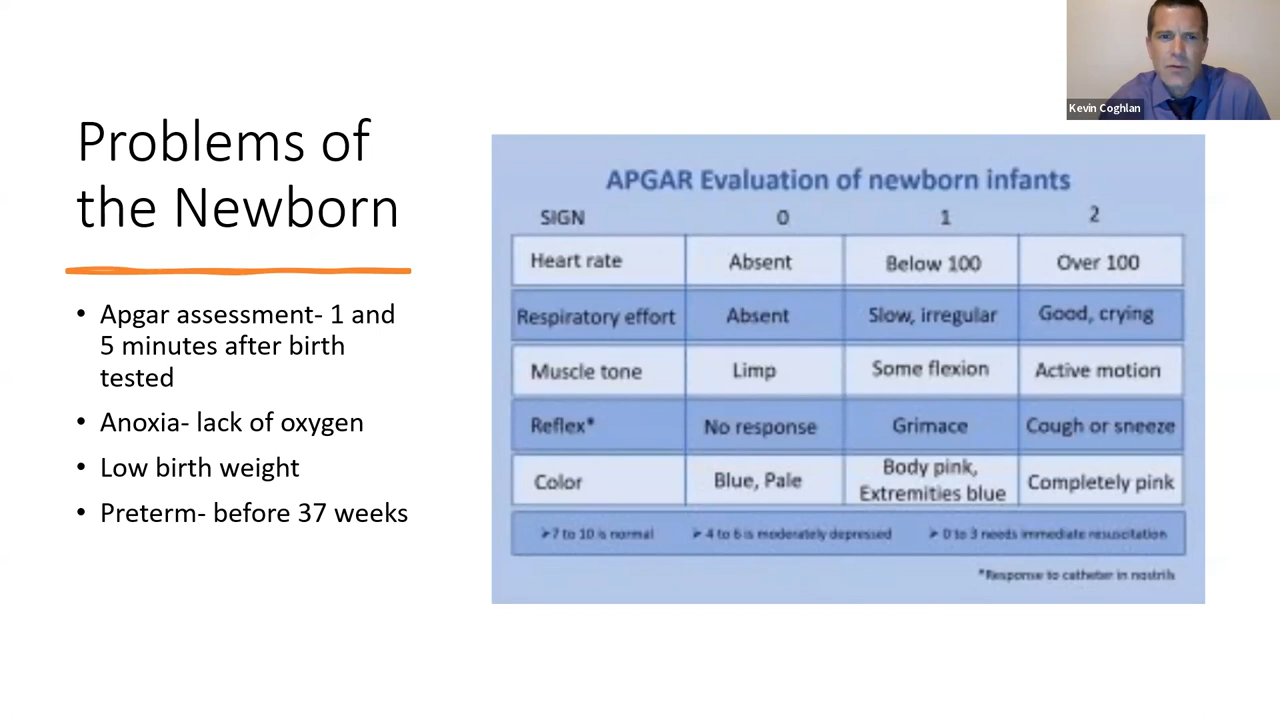 Kevin Coghlan
Problems of
the Newborn
• Apgar assessment- 1 and
5 minutes after birth
tested
• Anoxia- lack of oxygen
• Low birth weight
• Preterm- before 37 weeks
APGAR Evaluation of newborn infants
SIGN 0 1 2
Heart rate Absent Below 100 Over 100
Respiratory effort Absent Slow, irregular Good, crying
Muscle tone Limp Some flexion Active motion
Reflex* No response Grimace Cough or sneeze
Color Blue, Pale Body pink, Extremities blue Completely pink
➢7 to 10 is normal ➢ 4 to 6 is moderately depressed ➢ 0 to 3 needs immediate resuscitation
*Response to catheter in nostrils